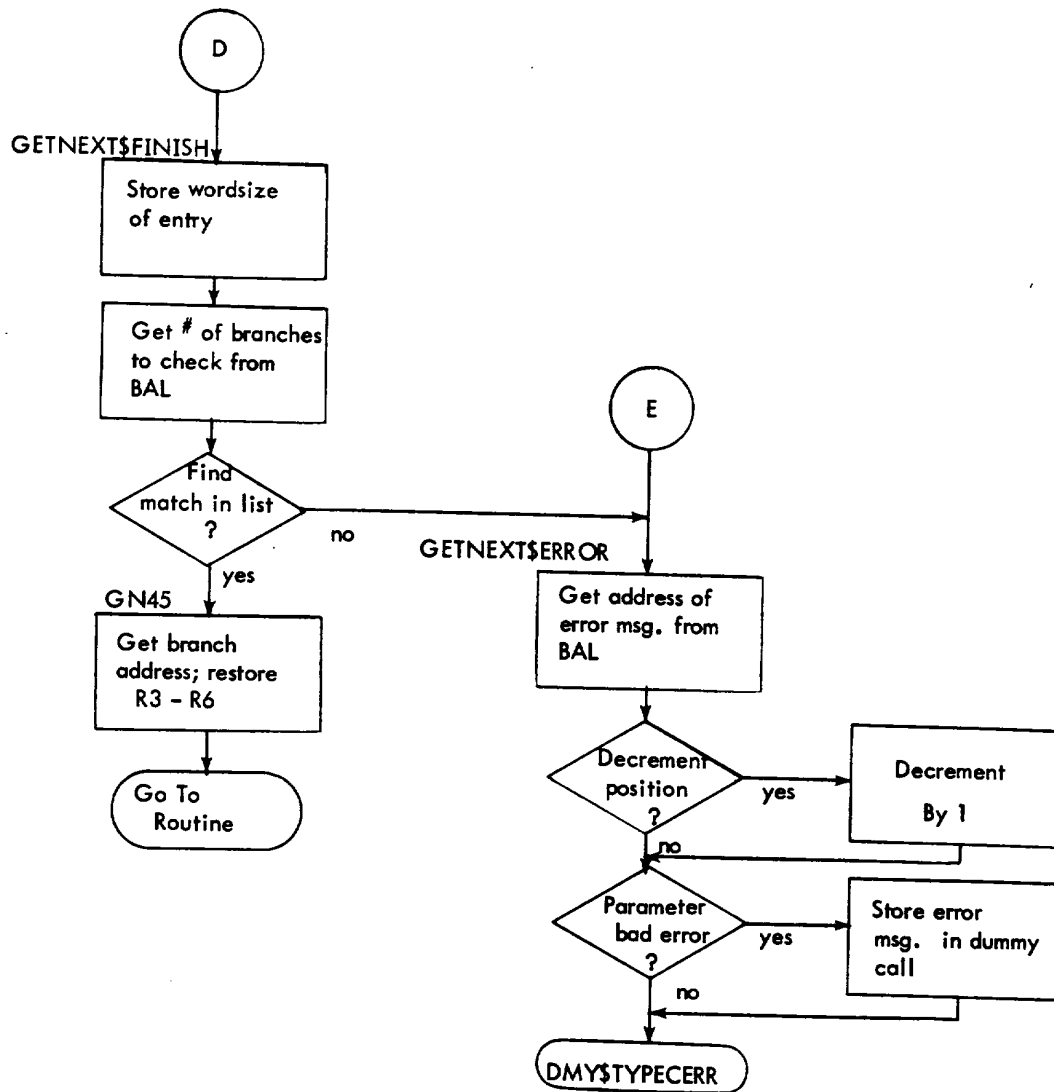 D
GETNEXT$FINISH
Store wordsize
of entry
Get # of branches
to check from
BAL
Find
match in list
?
no
yes
GN45
Get branch
address; restore
R3 - R6
Go To
Routine
E
GETNEXT$ERROR
Get address of
error msg. from
BAL
Decrement
position
?
yes
Decrement
By 1
no
Parameter
bad error
?
yes
Store error
msg. in dummy
call
no
DMY$TYPECERR